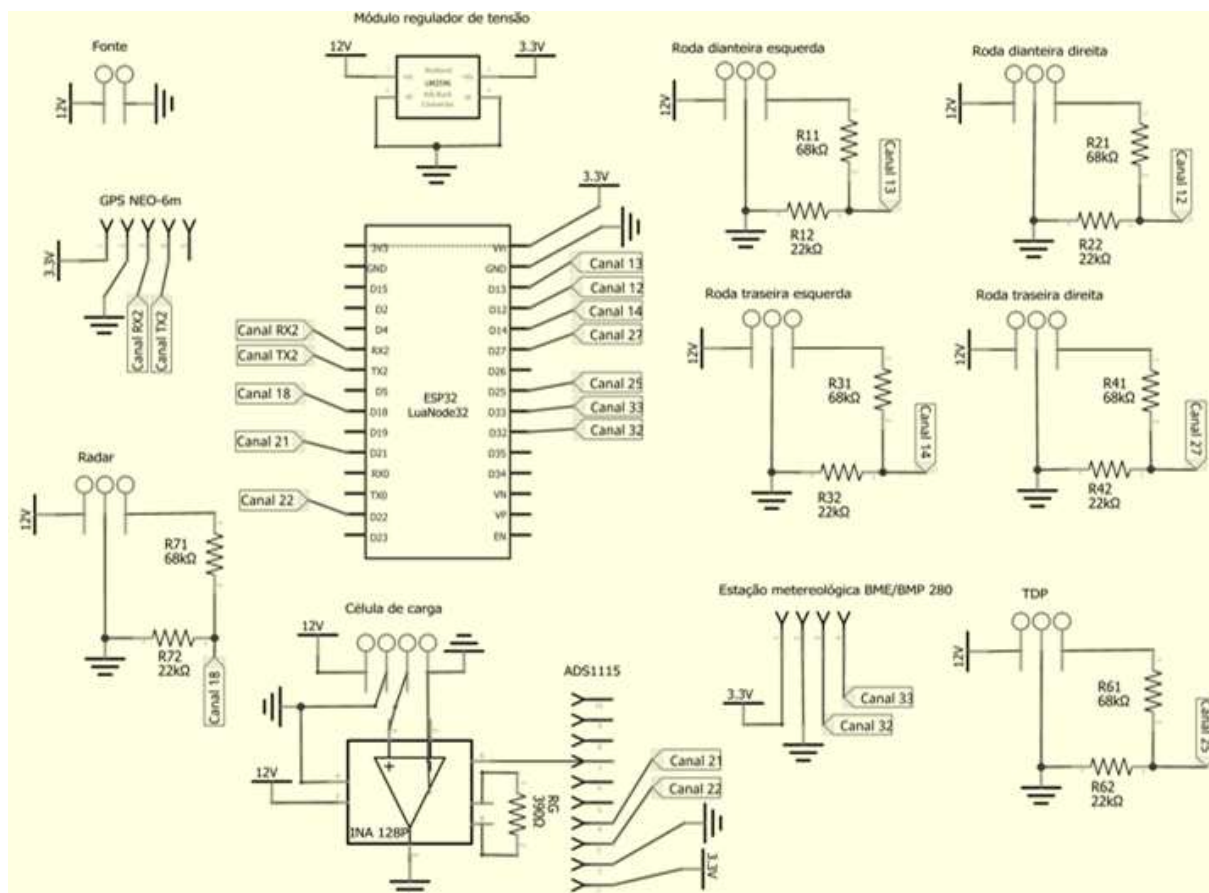 Módulo regulador de tensão
12V
3.3V
LM2596
Fonte
12V
Roda dianteira esquerda
12V
R11
68kΩ
R12
22kΩ
Canal 13
Roda dianteira direita
12V
R21
68kΩ
R22
22kΩ
Canal 12
GPS NEO-6m
3.3V
Canal RX2
Canal TX2
3.3V
3V3
GND
D15
D2
D4
RX2
TX2
D5
D18
D19
D21
RX0
TX0
D22
D23
ESP32
LuaNode32
Vin
GND
D13
D12
D14
D27
D26
D25
D33
D32
D35
D34
VN
VP
EN
Canal RX2
Canal TX2
Canal 18
Canal 21
Canal 22
Canal 13
Canal 12
Canal 14
Canal 27
Canal 25
Canal 33
Canal 32
Roda traseira esquerda
12V
R31
68kΩ
R32
22kΩ
Canal 14
Roda traseira direita
12V
R41
68kΩ
R42
22kΩ
Canal 27
Radar
12V
R71
68kΩ
R72
22kΩ
Canal 18
Célula de carga
12V
12V
INA 128P
RG
390Ω
ADS1115
Canal 21
Canal 22
3.3V
Estação metereológica BME/BMP 280
3.3V
Canal 33
Canal 32
TDP
12V
R61
68kΩ
R62
22kΩ
Canal 25